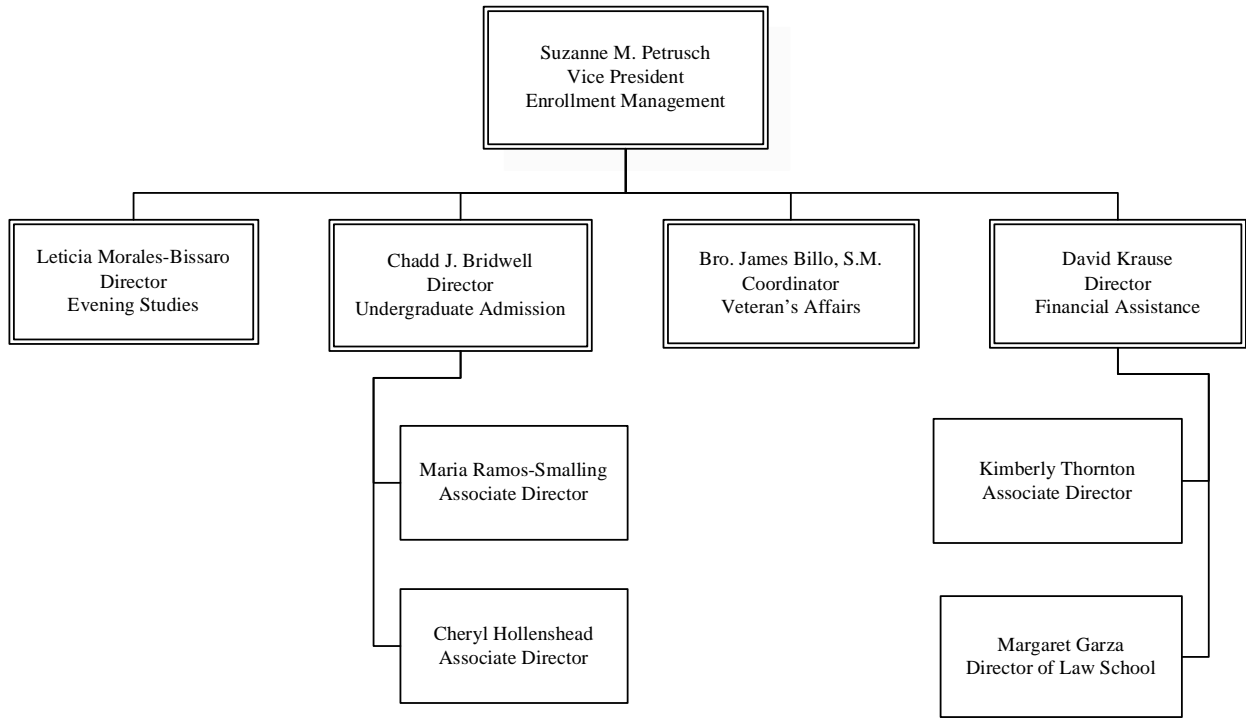 Suzanne M. Petrusch
Vice President
Enrollment Management
Leticia Morales-Bissaro
Director
Evening Studies
Chadd J. Bridwell
Director
Undergraduate Admission
Bro. James Billo, S.M.
Coordinator
Veteran’s Affairs
David Krause
Director
Financial Assistance
Maria Ramos-Smalling
Associate Director
Kimberly Thornton
Associate Director
Cheryl Hollenshead
Associate Director
Margaret Garza
Director of Law School